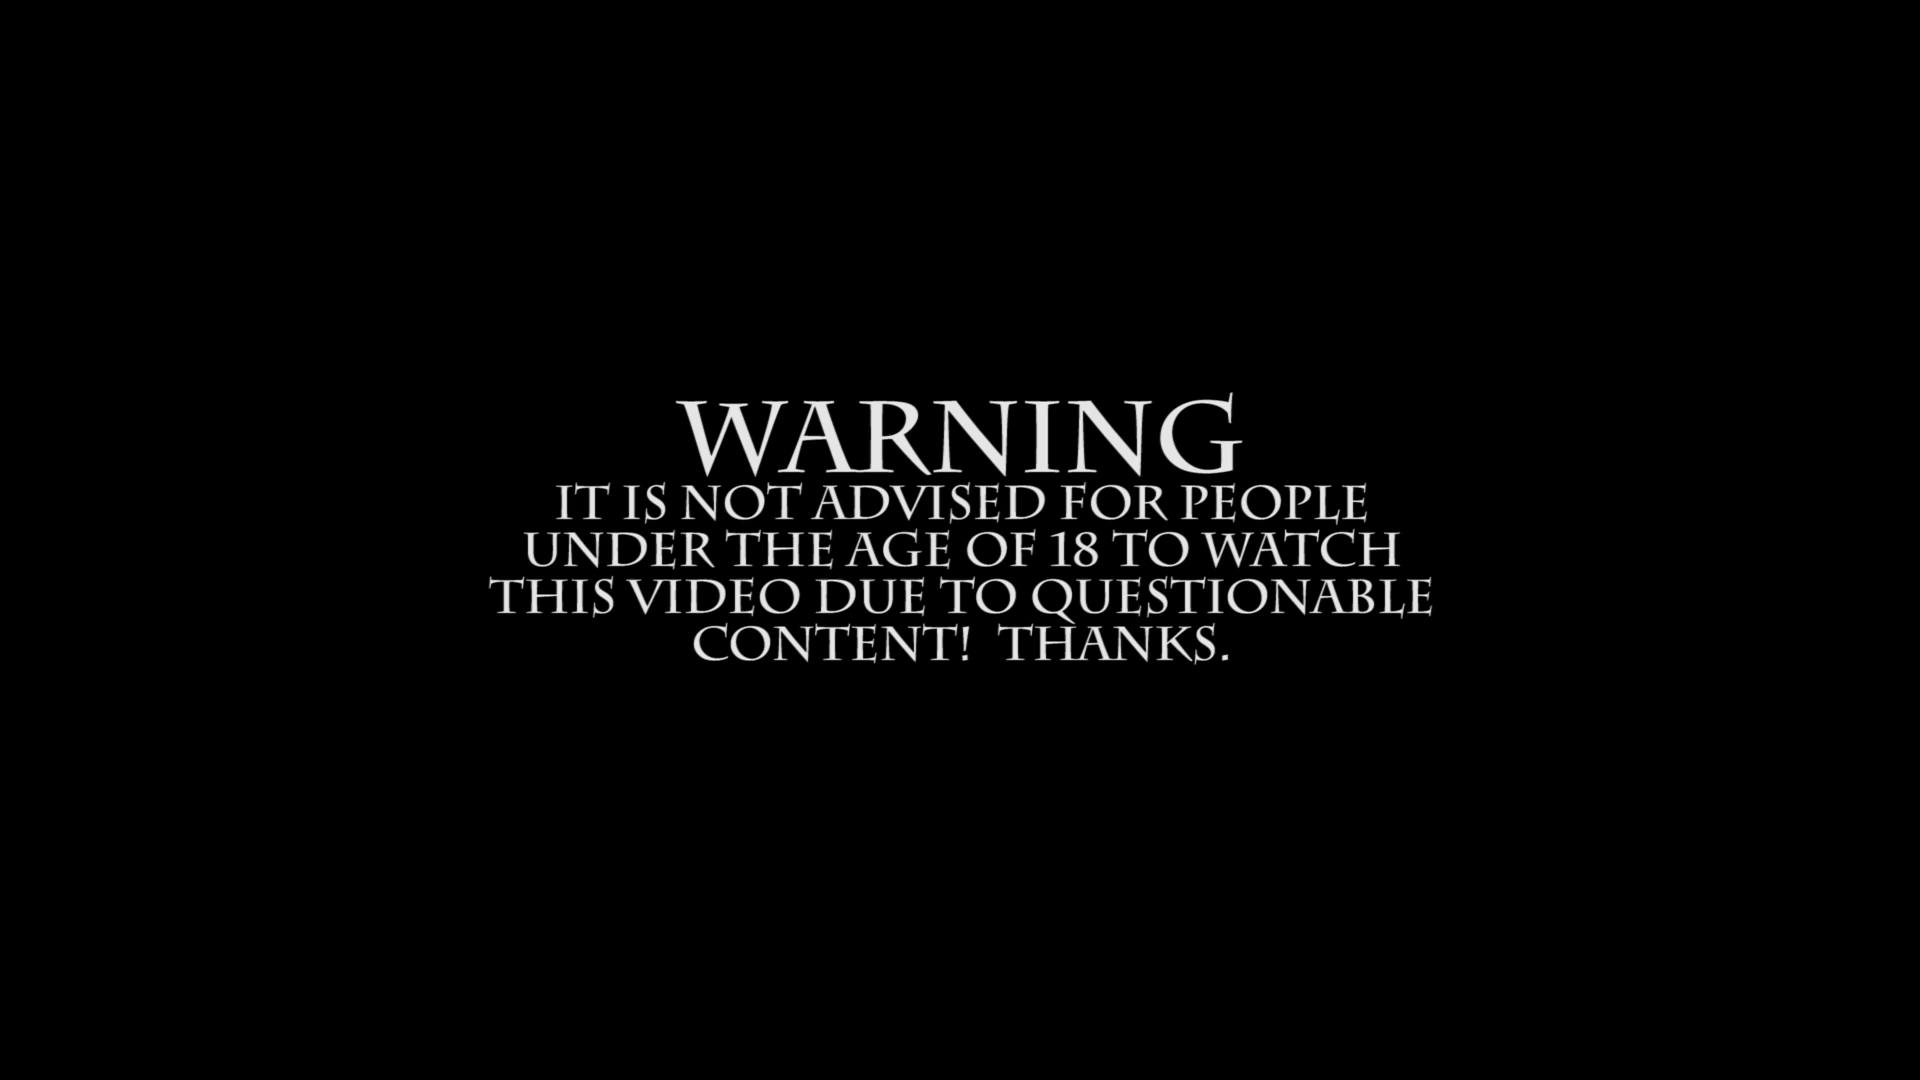 WARNING
IT IS NOT ADVISED FOR PEOPLE
UNDER THE AGE OF 18 TO WATCH
THIS VIDEO DUE TO QUESTIONABLE
CONTENT!  THANKS.